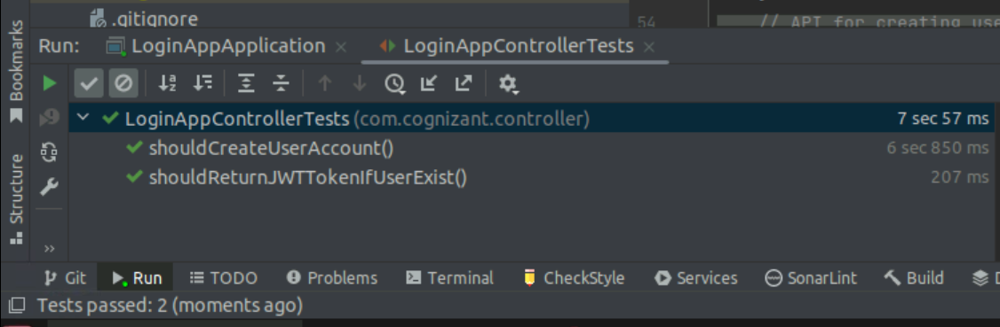 .gitignore
54 // API for creating use
Bookmarks
Run: LoginAppApplication × LoginAppControllerTests ×
LoginAppControllerTests (com.cognizant.controller) 7 sec 57 ms
shouldCreateUserAccount() 6 sec 850 ms
shouldReturnJWTTokenIfUserExist() 207 ms
Structure
Git Run TODO Problems Terminal CheckStyle Services SonarLint Build
Tests passed: 2 (moments ago)